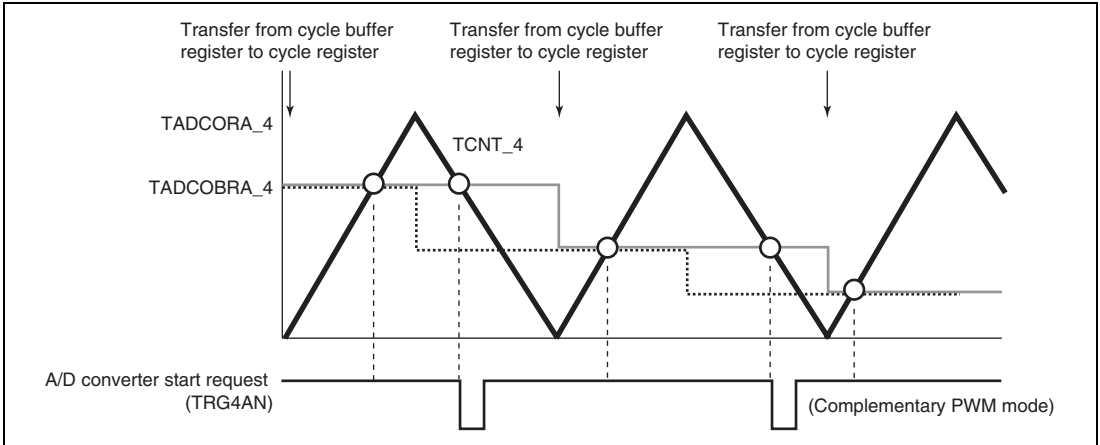 Transfer from cycle buffer
register to cycle register
Transfer from cycle buffer
register to cycle register
Transfer from cycle buffer
register to cycle register
TADCORA_4
TCNT_4
TADCOBRA_4
A/D converter start request
(TRG4AN)
(Complementary PWM mode)